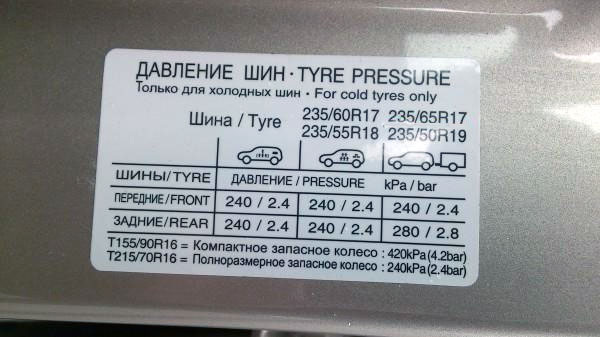 ДАВЛЕНИЕ ШИН · TYRE PRESSURE
Только для холодных шин · For cold tyres only
Шина / Tyre 235/60R17 235/65R17
235/55R18 235/50R19
ШИНЫ/TYRE ДАВЛЕНИЕ / PRESSURE kPa / bar
ПЕРЕДНИЕ/FRONT 240 / 2.4 240 / 2.4 240 / 2.4
ЗАДНИЕ/REAR 240 / 2.4 240 / 2.4 280 / 2.8
T155/90R16 = Компактное запасное колесо : 420kPa(4.2bar)
T215/70R16 = Полноразмерное запасное колесо : 240kPa(2.4bar)